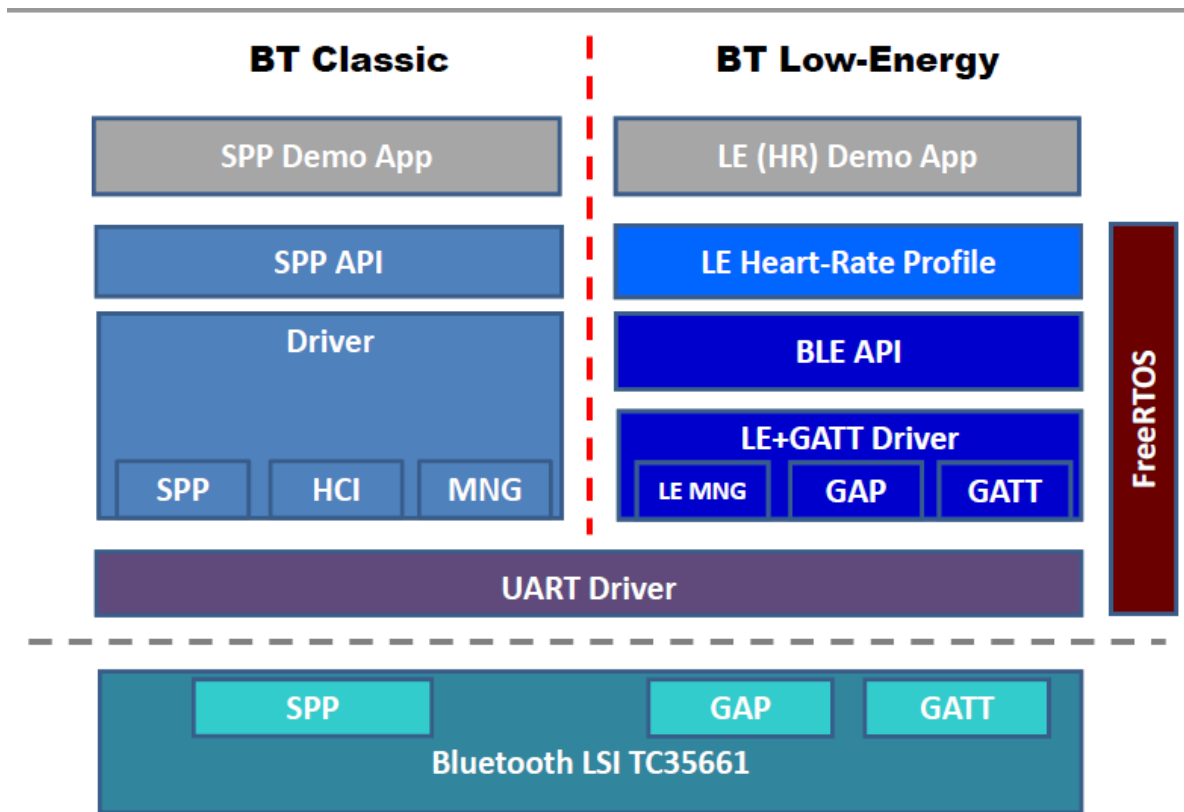 BT Classic
BT Low-Energy
SPP Demo App
LE (HR) Demo App
SPP API
LE Heart-Rate Profile
Driver
BLE API
LE+GATT Driver
SPP
HCI
MNG
LE MNG
GAP
GATT
FreeRTOS
UART Driver
SPP
GAP
GATT
Bluetooth LSI TC35661